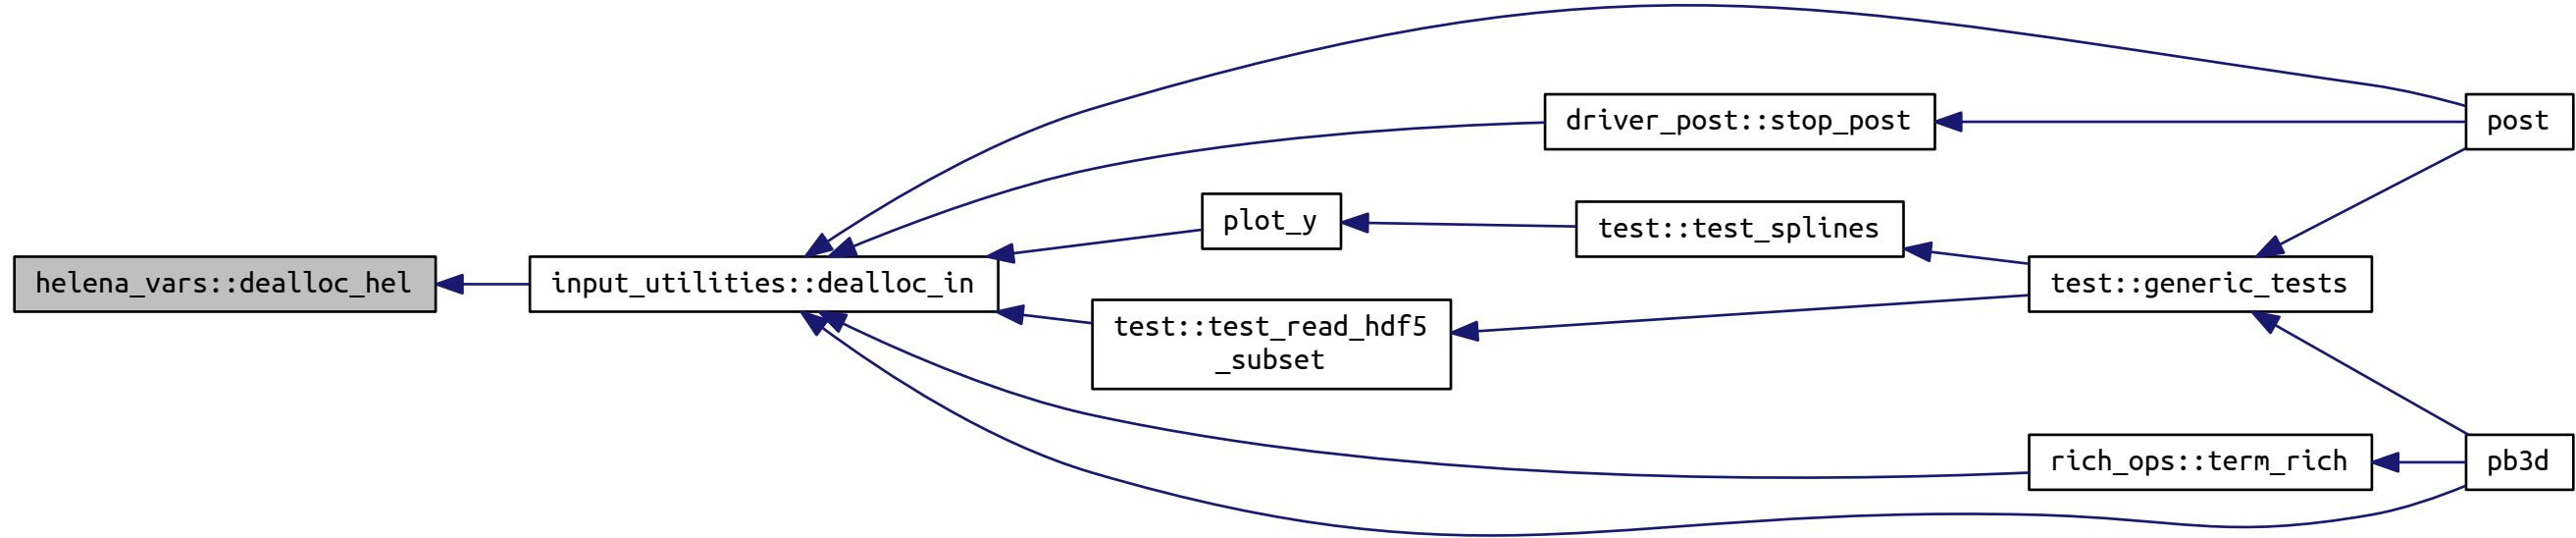 helena_vars::dealloc_hel
input_utilities::dealloc_in
plot_y
test::test_read_hdf5
_subset
driver_post::stop_post
test::test_splines
test::generic_tests
rich_ops::term_rich
post
pb3d